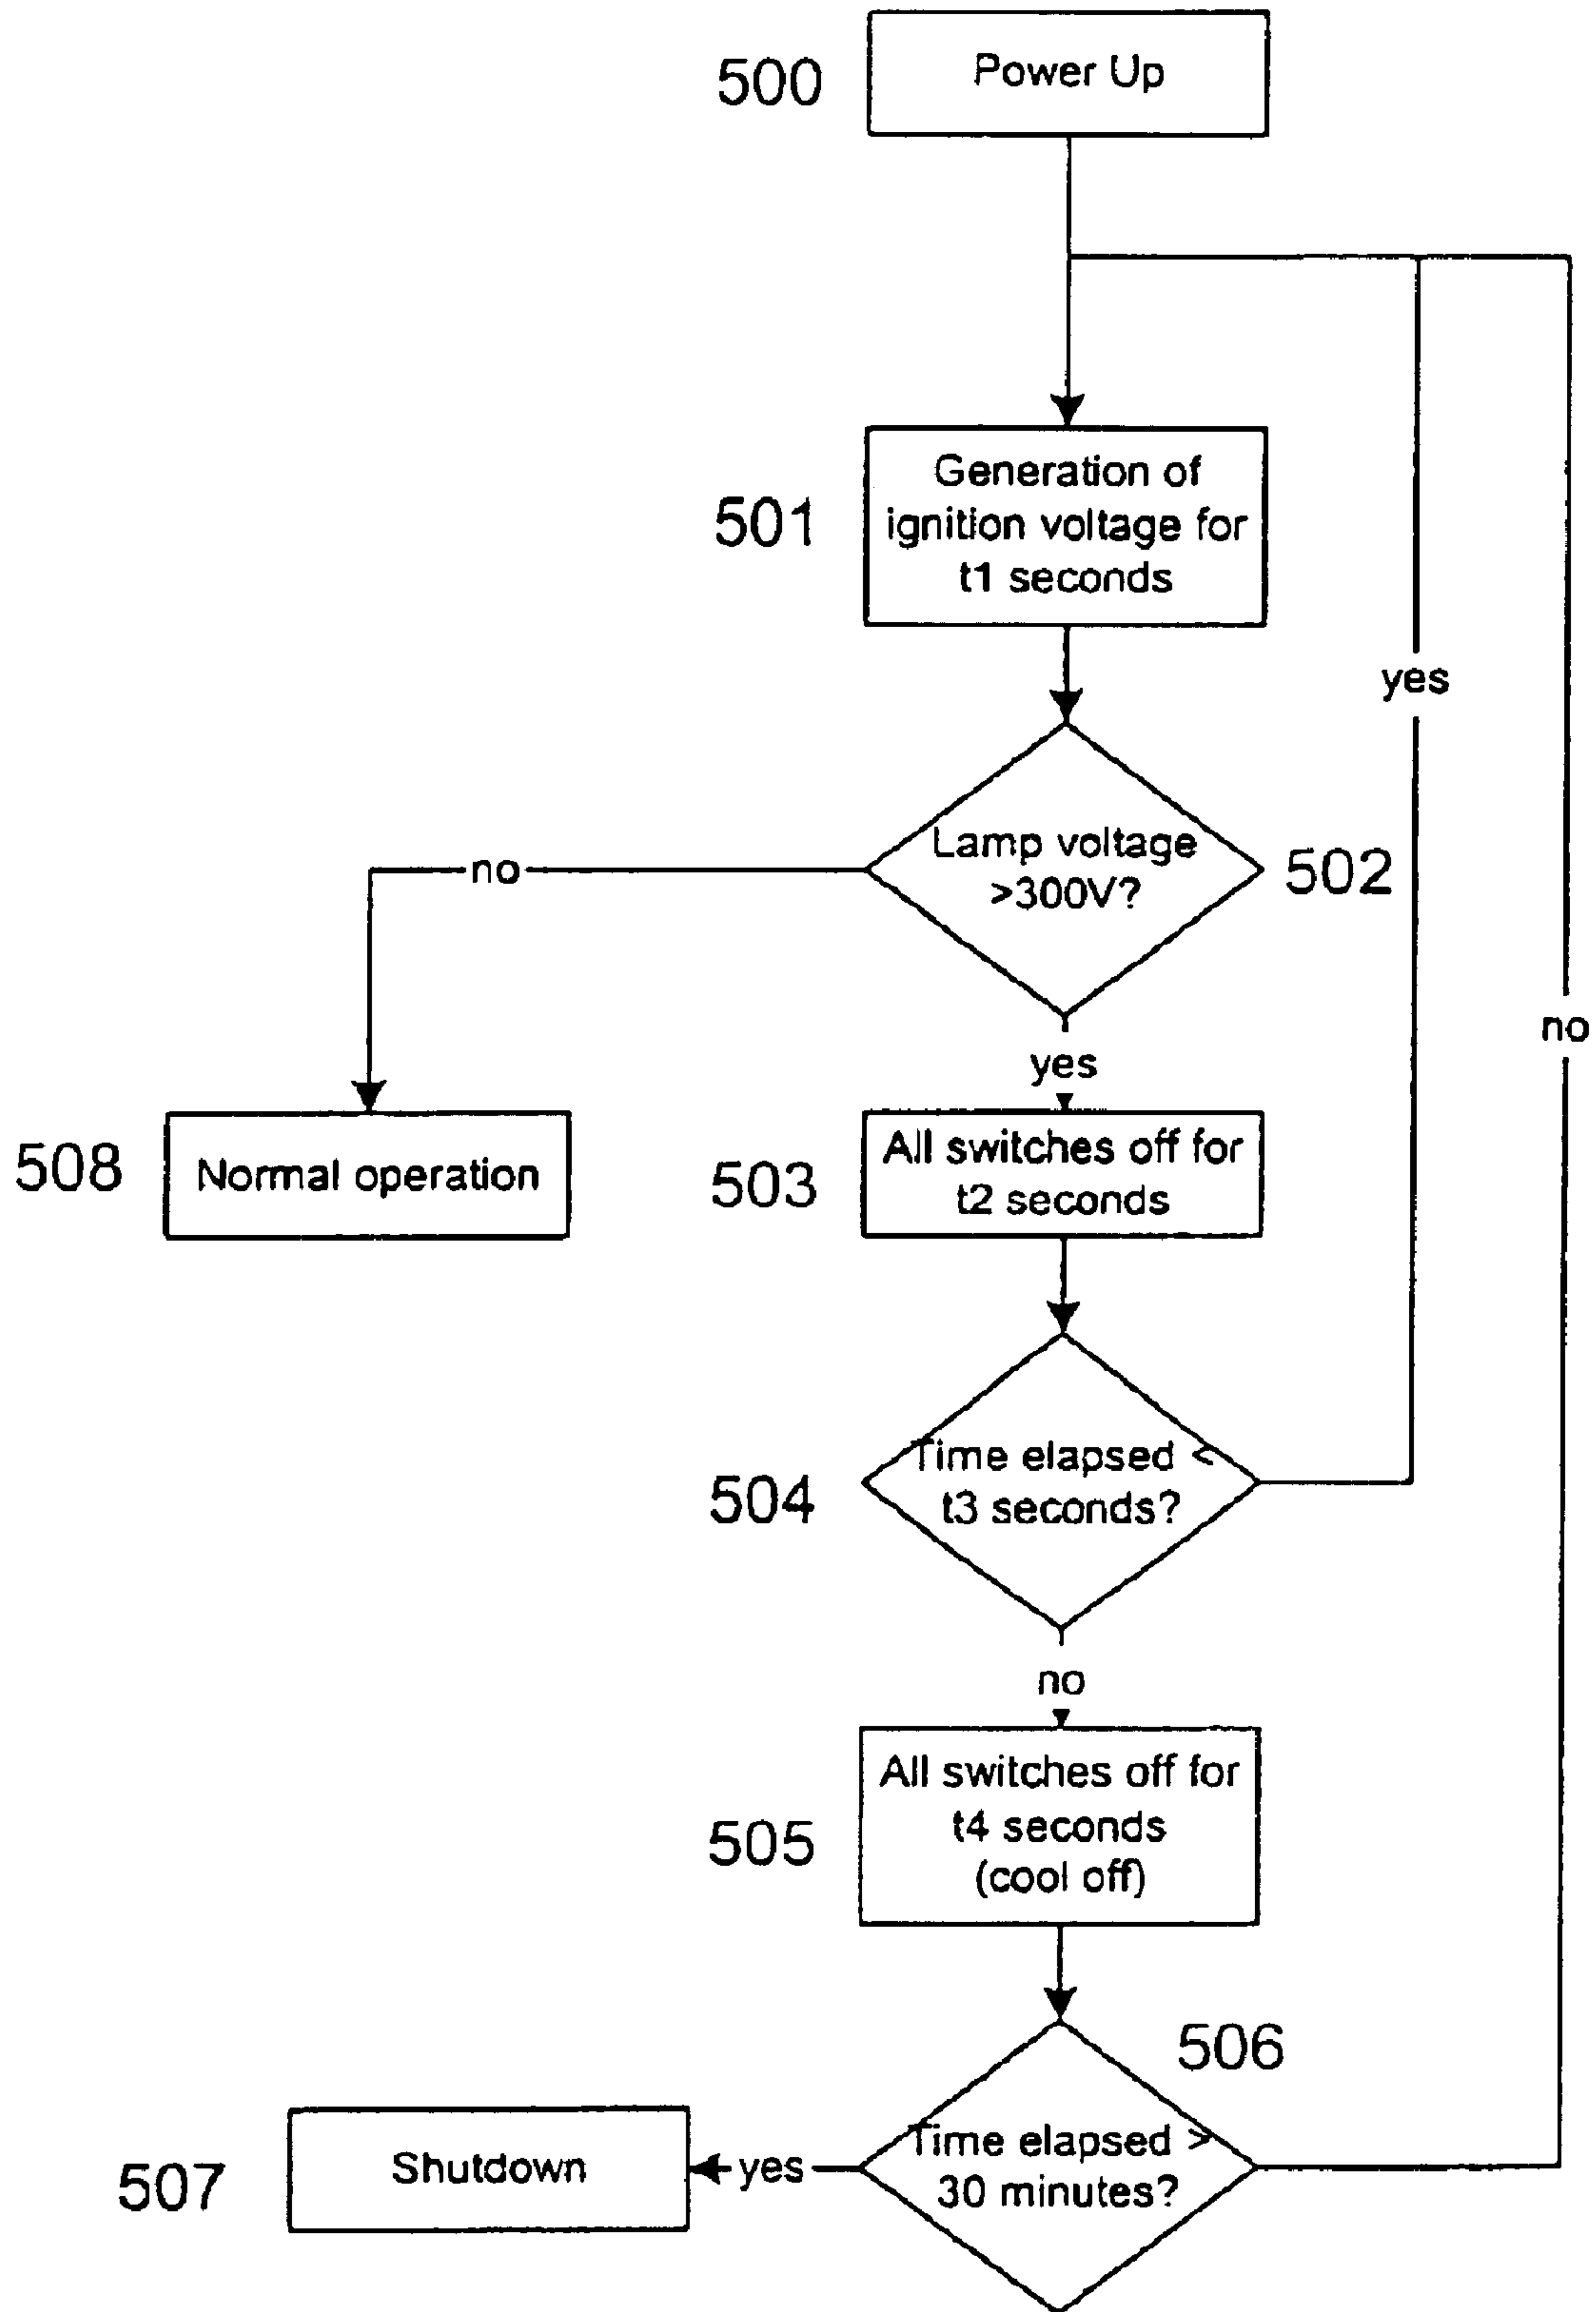 500
Power Up
501
Generation of
ignition voltage for
t1 seconds
yes
Lamp voltage
>300V?
502
no
no
yes
508
Normal operation
503
All switches off for
t2 seconds
504
Time elapsed <
t3 seconds?
no
505
All switches off for
t4 seconds
(cool off)
506
Time elapsed >
30 minutes?
yes
507
Shutdown